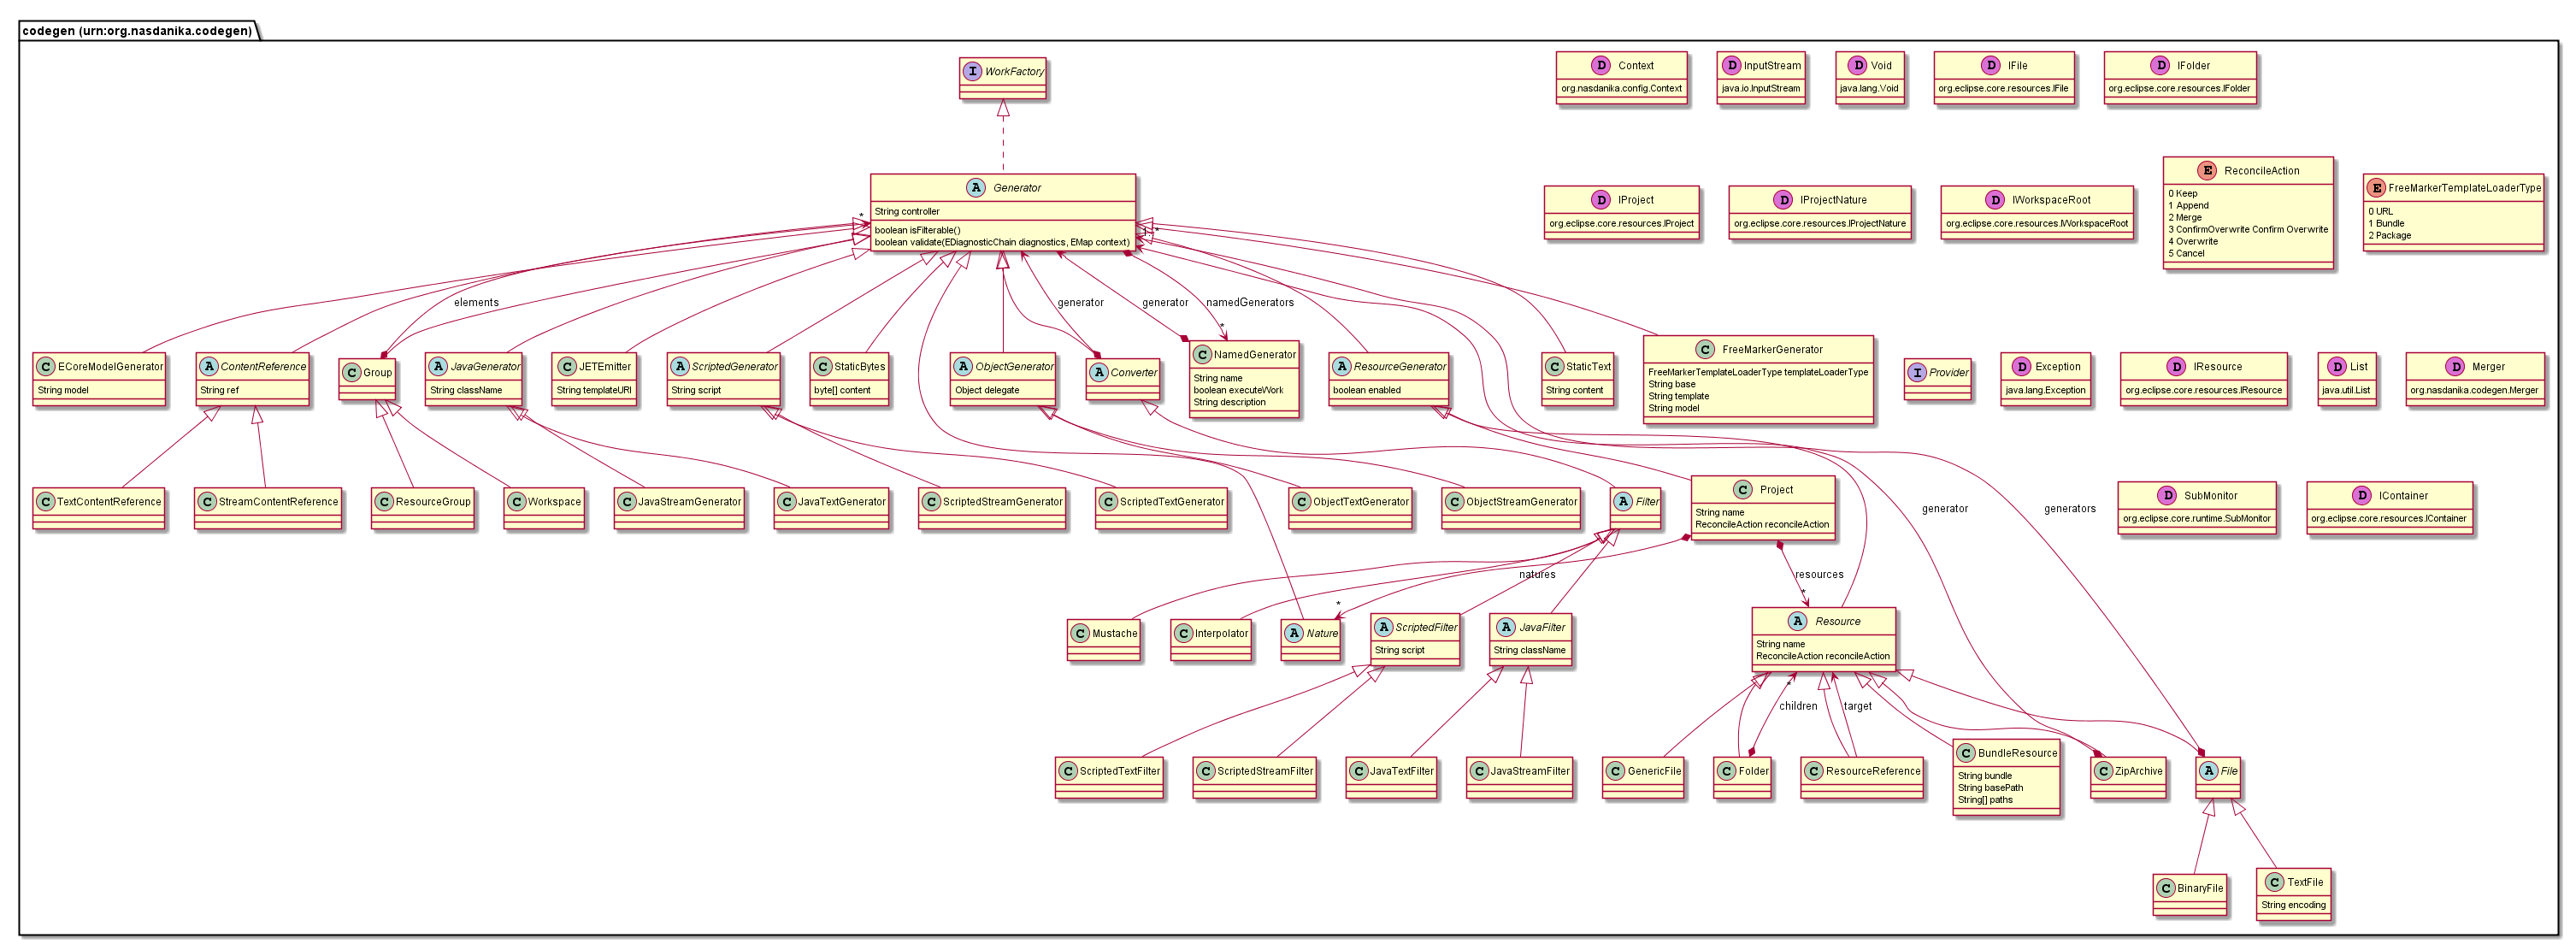 codegen (urn:org.nasdanika.codegen)
I WorkFactory
D Context
org.nasdanika.config.Context
D InputStream
java.io.InputStream
D Void
java.lang.Void
D IFile
org.eclipse.core.resources.IFile
D IFolder
org.eclipse.core.resources.IFolder
A Generator
String controller
boolean isFilterable()
boolean validate(EDiagnosticChain diagnostics, EMap context)
D IProject
org.eclipse.core.resources.IProject
D IProjectNature
org.eclipse.core.resources.IProjectNature
D IWorkspaceRoot
org.eclipse.core.resources.IWorkspaceRoot
E ReconcileAction
0 Keep
1 Append
2 Merge
3 ConfirmOverwrite Confirm Overwrite
4 Overwrite
5 Cancel
E FreeMarkerTemplateLoaderType
0 URL
1 Bundle
2 Package
*
*
elements
generator
generator
namedGenerators
*
C ECoreModelGenerator
String model
A ContentReference
String ref
C Group
A JavaGenerator
String className
C JETEmitter
String templateURI
A ScriptedGenerator
String script
C StaticBytes
byte[] content
A ObjectGenerator
Object delegate
A Converter
C NamedGenerator
String name
boolean executeWork
String description
A ResourceGenerator
boolean enabled
C StaticText
String content
C FreeMarkerGenerator
FreeMarkerTemplateLoaderType templateLoaderType
String base
String template
String model
I Provider
D Exception
java.lang.Exception
D IResource
org.eclipse.core.resources.IResource
D List
java.util.List
D Merger
org.nasdanika.codegen.Merger
C TextContentReference
C StreamContentReference
C ResourceGroup
C Workspace
C JavaStreamGenerator
C JavaTextGenerator
C ScriptedStreamGenerator
C ScriptedTextGenerator
C ObjectTextGenerator
C ObjectStreamGenerator
A Filter
C Project
String name
ReconcileAction reconcileAction
generator
generators
D SubMonitor
org.eclipse.core.runtime.SubMonitor
D IContainer
org.eclipse.core.resources.IContainer
natures
resources
*
*
C Mustache
C Interpolator
A Nature
A ScriptedFilter
String script
A JavaFilter
String className
A Resource
String name
ReconcileAction reconcileAction
*
children
target
C ScriptedTextFilter
C ScriptedStreamFilter
C JavaTextFilter
C JavaStreamFilter
C GenericFile
C Folder
C ResourceReference
C BundleResource
String bundle
String basePath
String[] paths
C ZipArchive
A File
C BinaryFile
C TextFile
String encoding